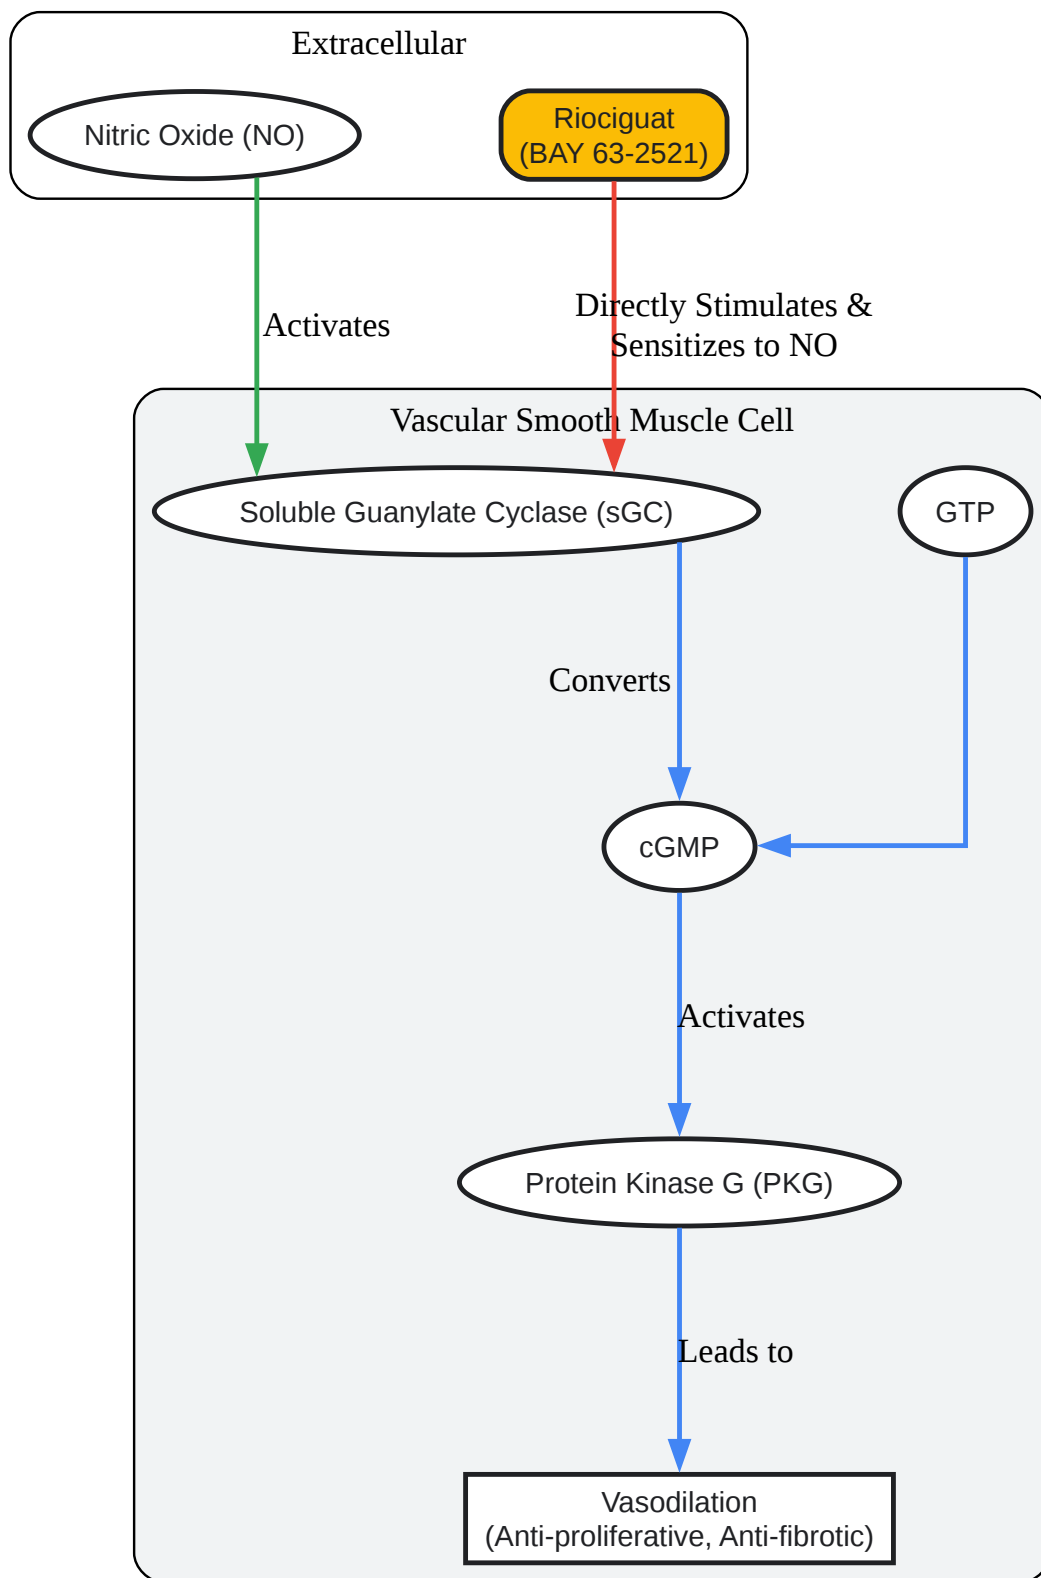 Extracellular
Nitric Oxide (NO)
Riociguat
(BAY 63-2521)
Activates
Directly Stimulates &
Sensitizes to NO
Vascular Smooth Muscle Cell
Soluble Guanylate Cyclase (sGC)
GTP
Converts
cGMP
Activates
Protein Kinase G (PKG)
Leads to
Vasodilation
(Anti-proliferative, Anti-fibrotic)